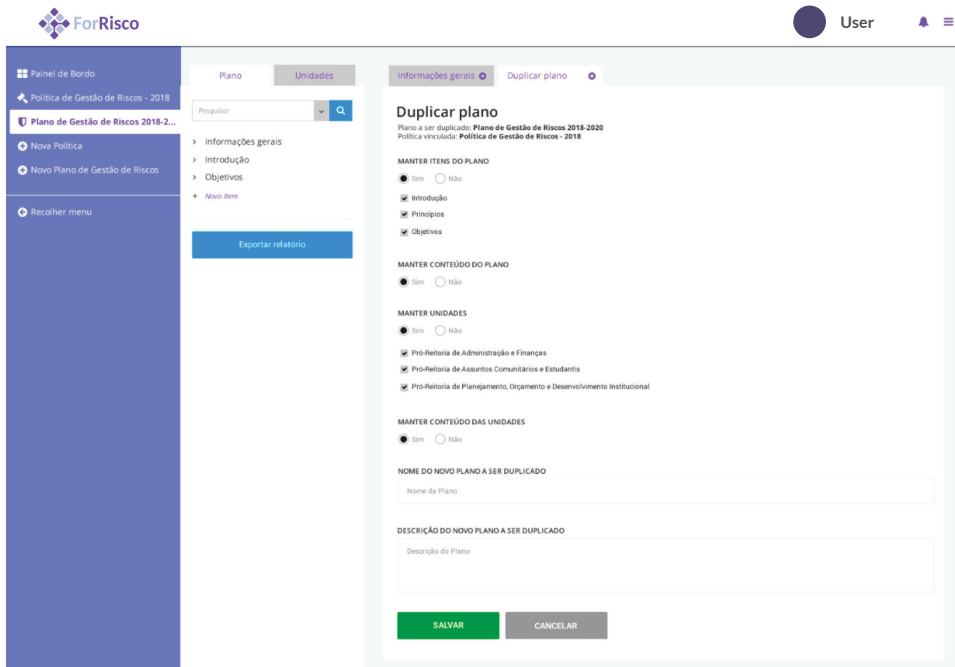 ForRisco
User
Painel de Bordo
Política de Gestão de Riscos - 2018
Plano de Gestão de Riscos 2018-2...
Nova Política
Novo Plano de Gestão de Riscos
Recolher menu
Plano
Unidades
Pesquisar
Informações gerais
Introdução
Objetivos
+ Novo item
Exportar relatório
Informações gerais
Duplicar plano
Duplicar plano
Plano a ser duplicado: Plano de Gestão de Riscos 2018-2020
Política vinculada: Política de Gestão de Riscos - 2018
MANTER ITENS DO PLANO
Sim Não
Introdução
Princípios
Objetivos
MANTER CONTEÚDO DO PLANO
Sim Não
MANTER UNIDADES
Sim Não
Pró-Reitoria de Administração e Finanças
Pró-Reitoria de Assuntos Comunitários e Estudantis
Pró-Reitoria de Planejamento, Orçamento e Desenvolvimento Institucional
MANTER CONTEÚDO DAS UNIDADES
Sim Não
NOME DO NOVO PLANO A SER DUPLICADO
Nome da Plano
DESCRIÇÃO DO NOVO PLANO A SER DUPLICADO
Descrição do Plano
SALVAR
CANCELAR